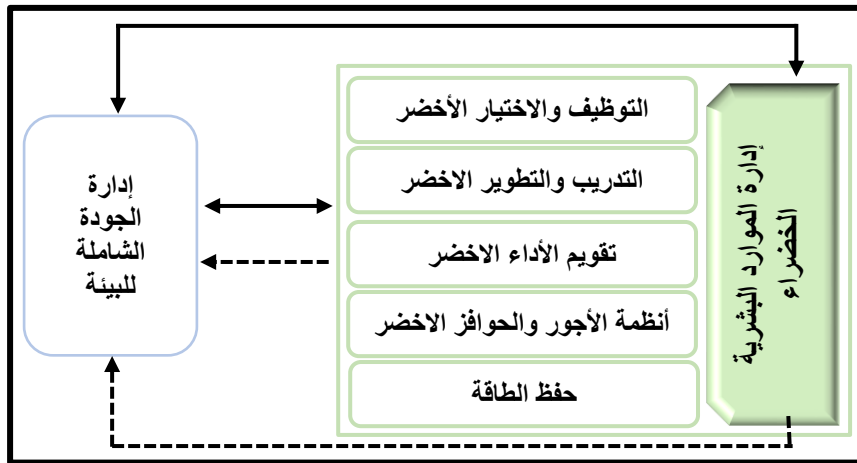 إدارة الموارد البشرية
الخضراء
التوظيف والاختيار الأخضر
التدريب والتطوير الاخضر
تقويم الأداء الاخضر
أنظمة الأجور والحوافز الاخضر
حفظ الطاقة
إدارة
الجودة
الشاملة
للبيئة